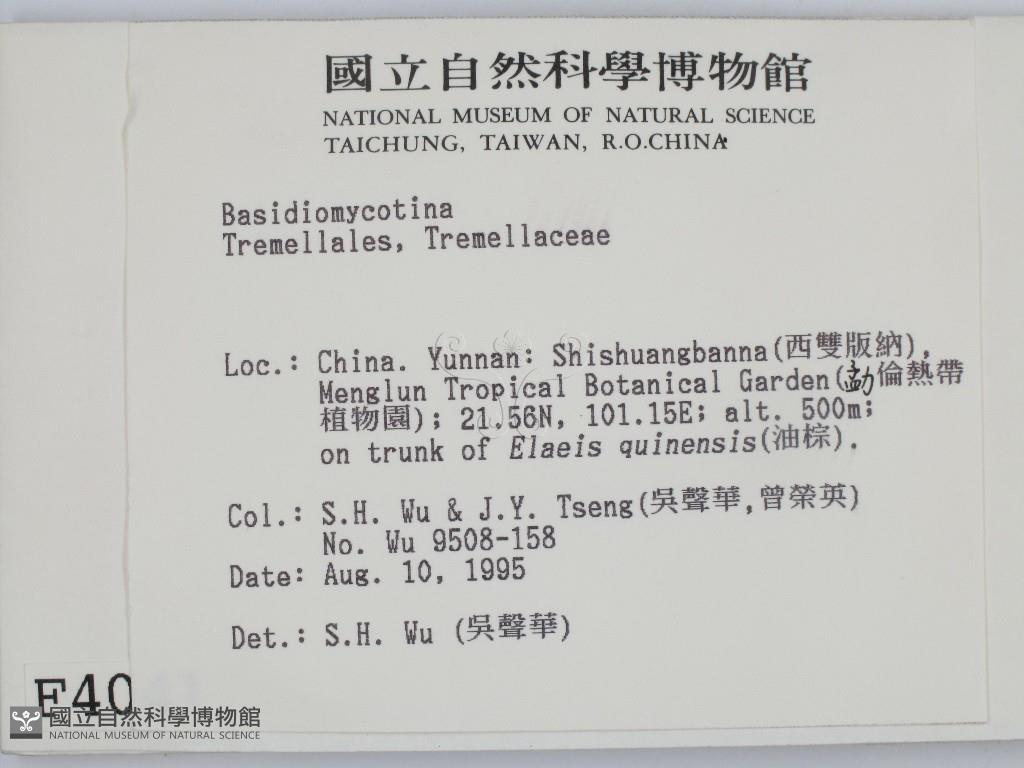 國立自然科學博物館
NATIONAL MUSEUM OF NATURAL SCIENCE
TAICHUNG, TAIWAN, R.O.CHINA
Basidiomycotina
Tremellales, Tremellaceae
Loc.: China. Yunnan: Shishuangbanna(西雙版納),
Menglun Tropical Botanical Garden(勐倫熱帶
植物園); 21.56N, 101.15E; alt. 500m;
on trunk of Elaeis quinensis(油棕).
Col.: S.H. Wu & J.Y. Tseng(吳聲華,曾榮英)
No. Wu 9508-158
Date: Aug. 10, 1995
Det.: S.H. Wu (吳聲華)
F40
國立自然科學博物館
NATIONAL MUSEUM OF NATURAL SCIENCE